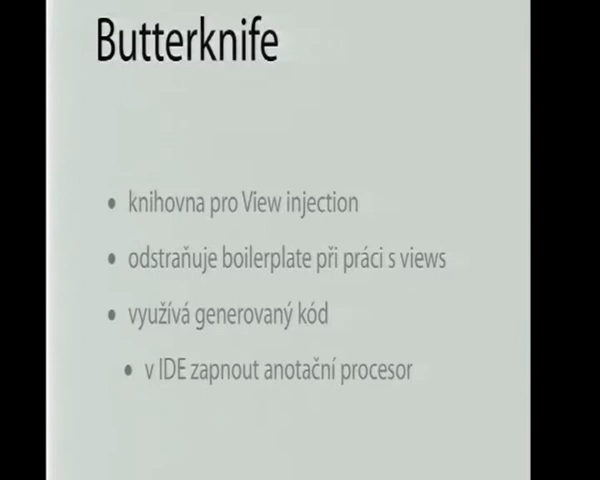 Butterknife
• knihovna pro View injection
• odstraňuje boilerplate při práci s views
• využívá generovaný kód
• v IDE zapnout anotační procesor